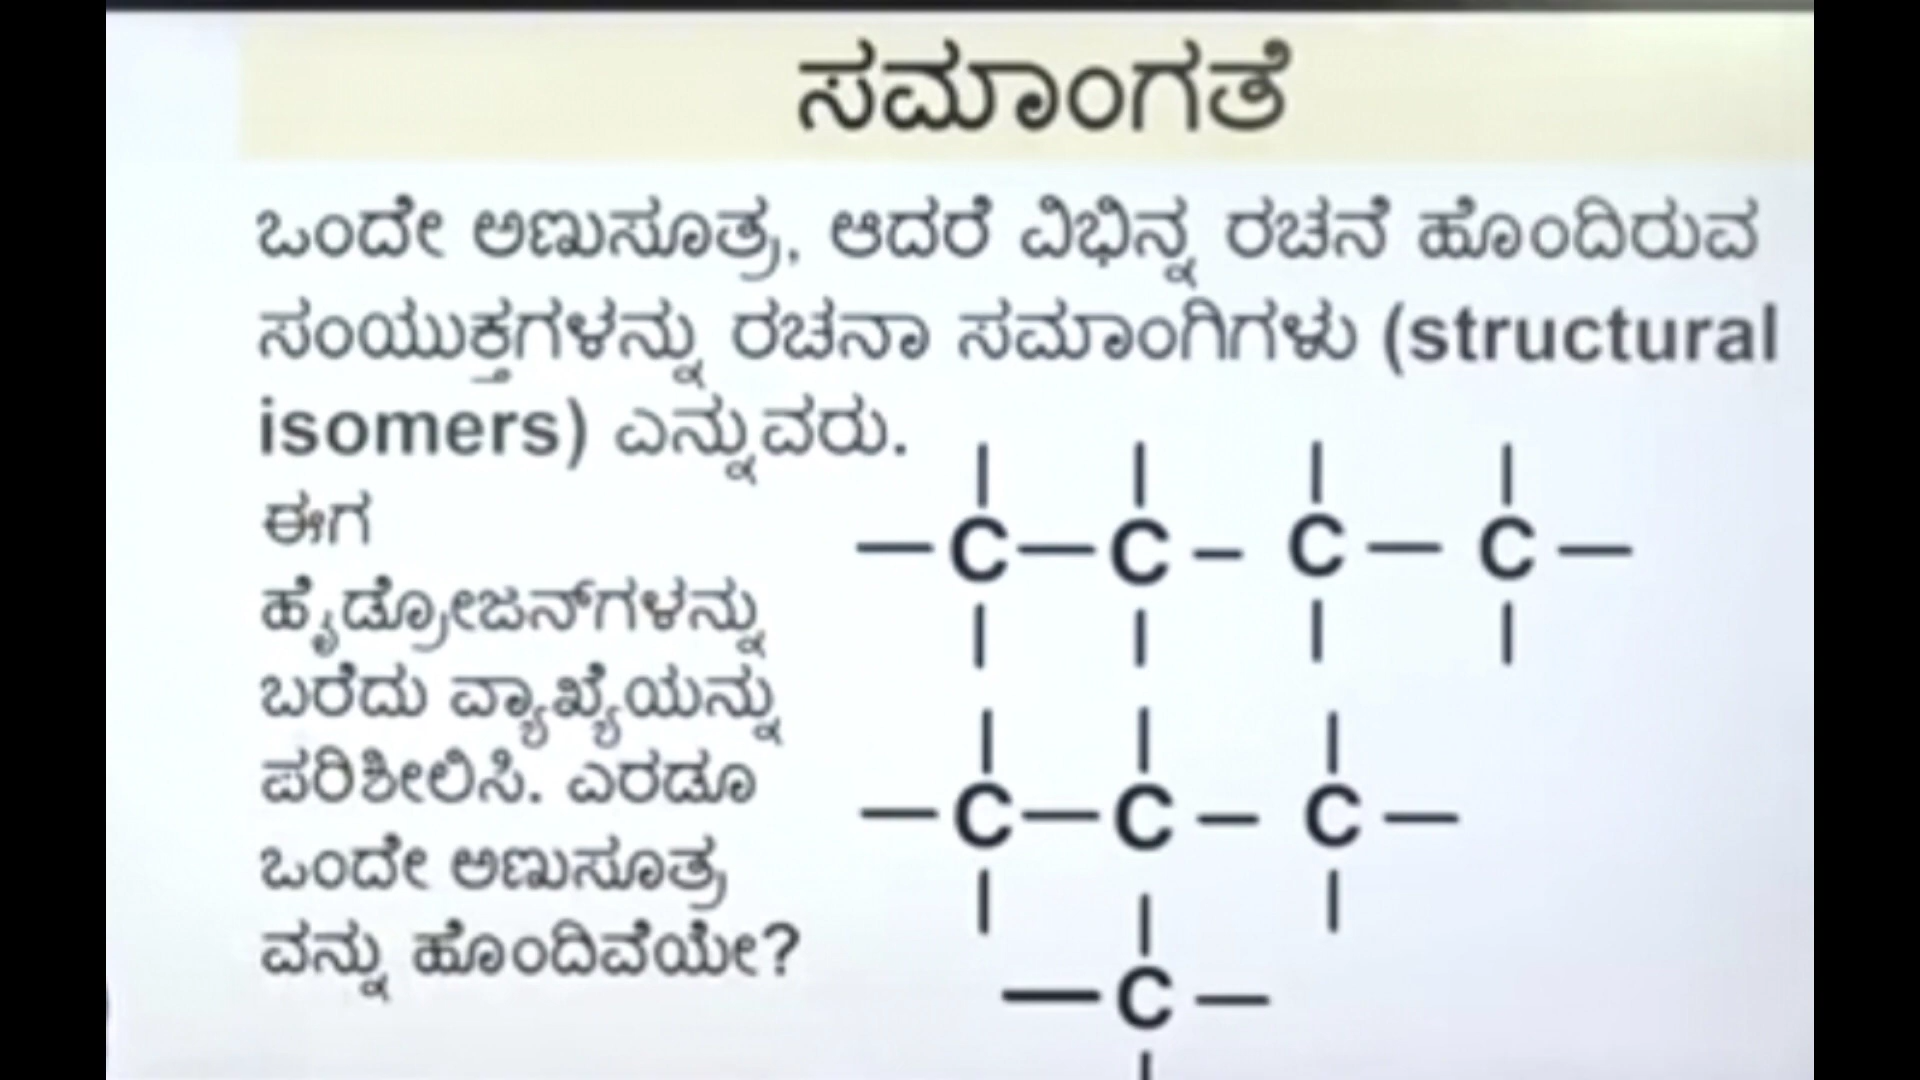 ಸಮಾಂಗತೆ
ಒಂದೇ ಅಣುಸೂತ್ರ, ಆದರೆ ವಿಭಿನ್ನ ರಚನೆ ಹೊಂದಿರುವ
ಸಂಯುಕ್ತಗಳನ್ನು ರಚನಾ ಸಮಾಂಗಿಗಳು (structural
isomers) ಎನ್ನುವರು.
ಈಗ
ಹೈಡ್ರೋಜನ್‌ಗಳನ್ನು
ಬರೆದು ವ್ಯಾಖ್ಯೆಯನ್ನು
ಪರಿಶೀಲಿಸಿ. ಎರಡೂ
ಒಂದೇ ಅಣುಸೂತ್ರ
ವನ್ನು ಹೊಂದಿವೆಯೇ?
—C—C– C—C—
—C—C– C—
—C—